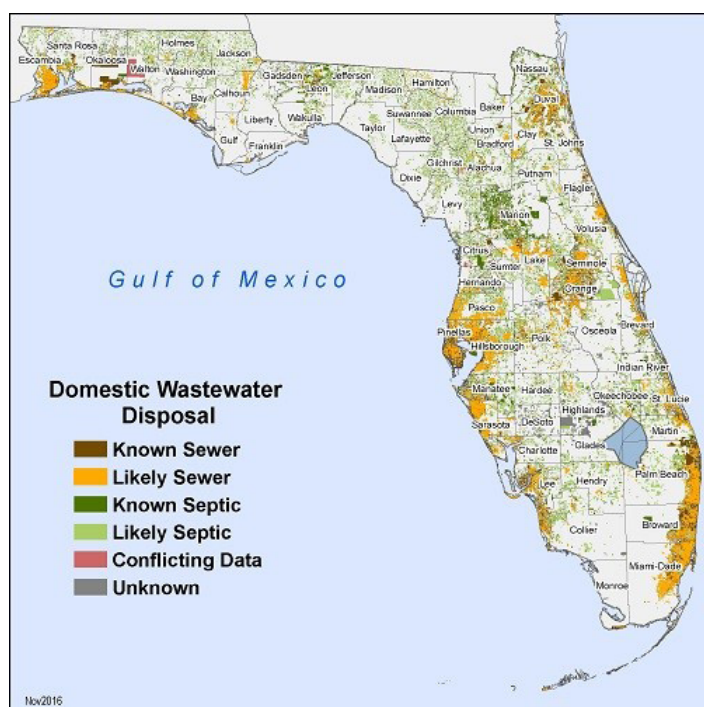 Holmes
Santa Rosa
Jackson
Escambia
Okaloosa
Walton
Washington
Gadsden
Jefferson
Hamilton
Nassau
Leon
Madison
Bay
Calhoun
Duval
Suwannee
Columbia
Baker
Liberty
Wakulla
Taylor
Union
Clay
Gulf
Franklin
Lafayette
Bradford
St. Johns
Gilchrist
Alachua
Putnam
Dixie
Flagler
Levy
Marion
Volusia
Citrus
Lake
Seminole
Sumter
Gulf of Mexico
Hernando
Orange
Pasco
Brevard
Pinellas
Hillsborough
Polk
Osceola
Indian River
Manatee
Hardee
Okeechobee
St. Lucie
Highlands
Sarasota
DeSoto
Martin
Charlotte
Glades
Lee
Hendry
Palm Beach
Collier
Broward
Miami-Dade
Monroe
Domestic Wastewater
Disposal
Known Sewer
Likely Sewer
Known Septic
Likely Septic
Conflicting Data
Unknown
Nov2016